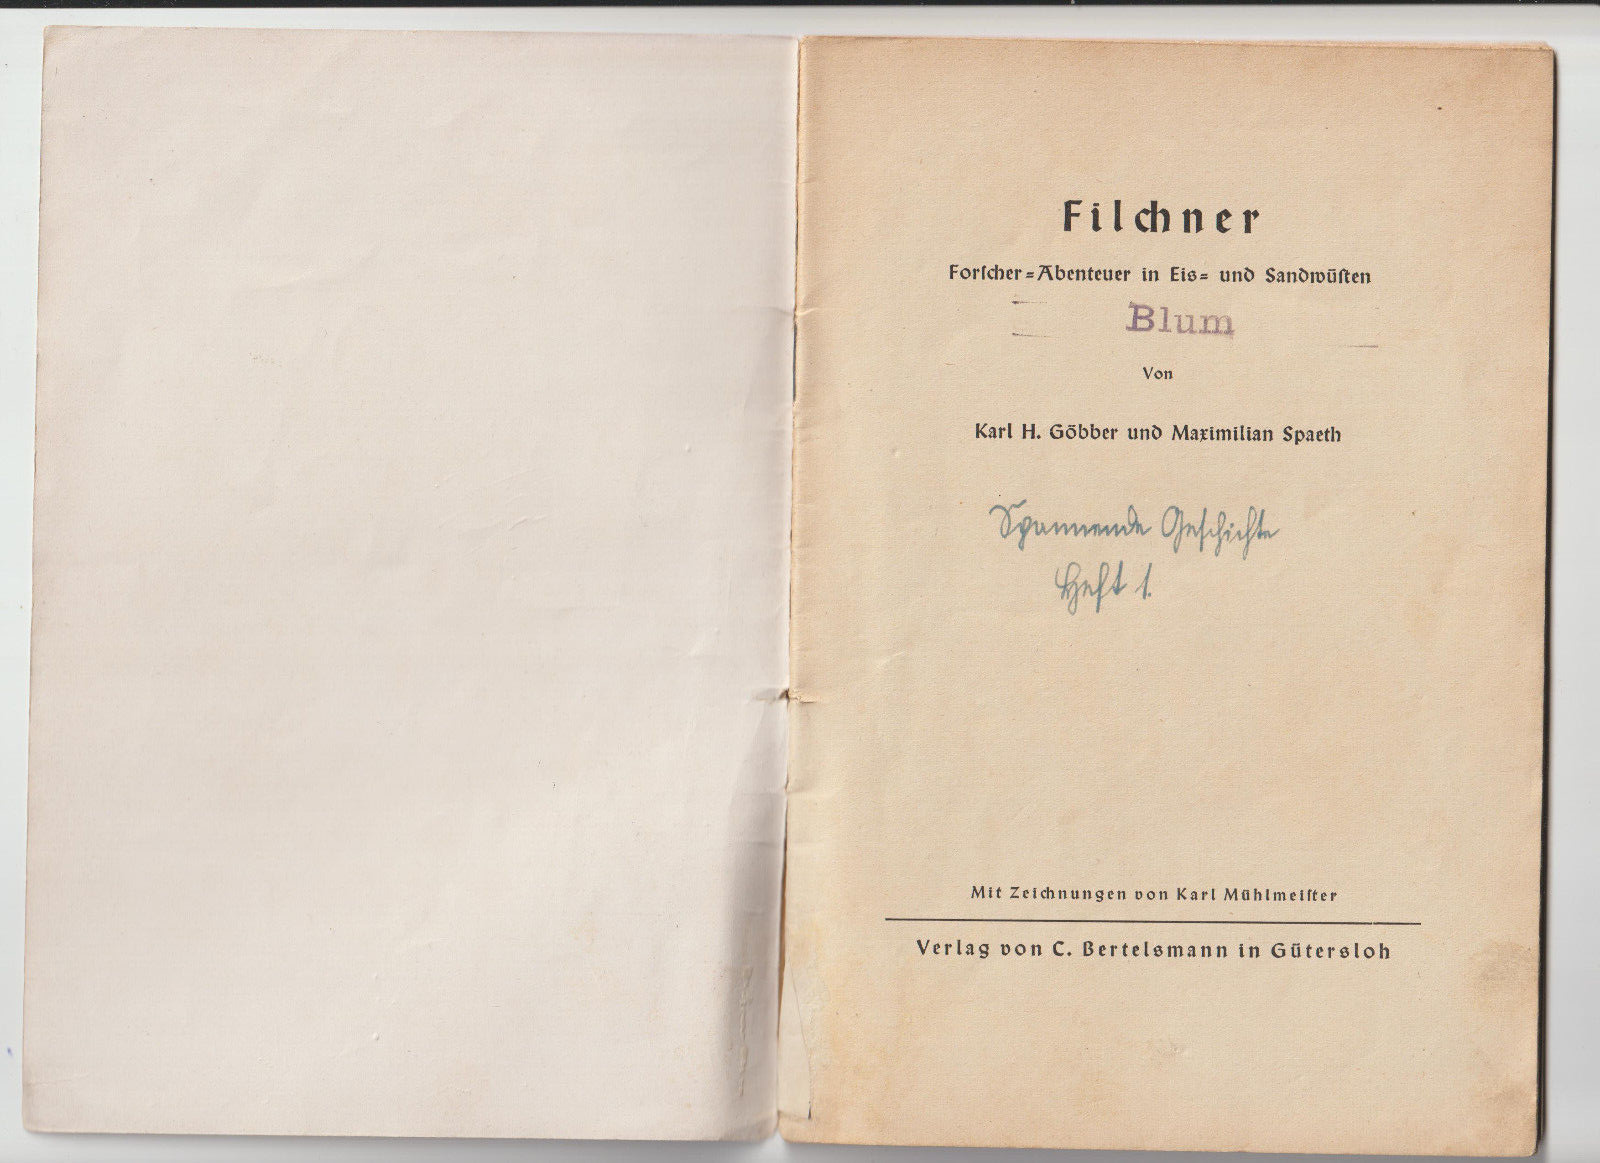 Filchner
Forſcher=Abenteuer in Eis= und Sandwüſten
Blum
Von
Karl H. Göbber und Maximilian Spaeth
Spannende Geschichte
Heft 1.
Mit Zeichnungen von Karl Mühlmeiſter
Verlag von C. Bertelsmann in Gütersloh